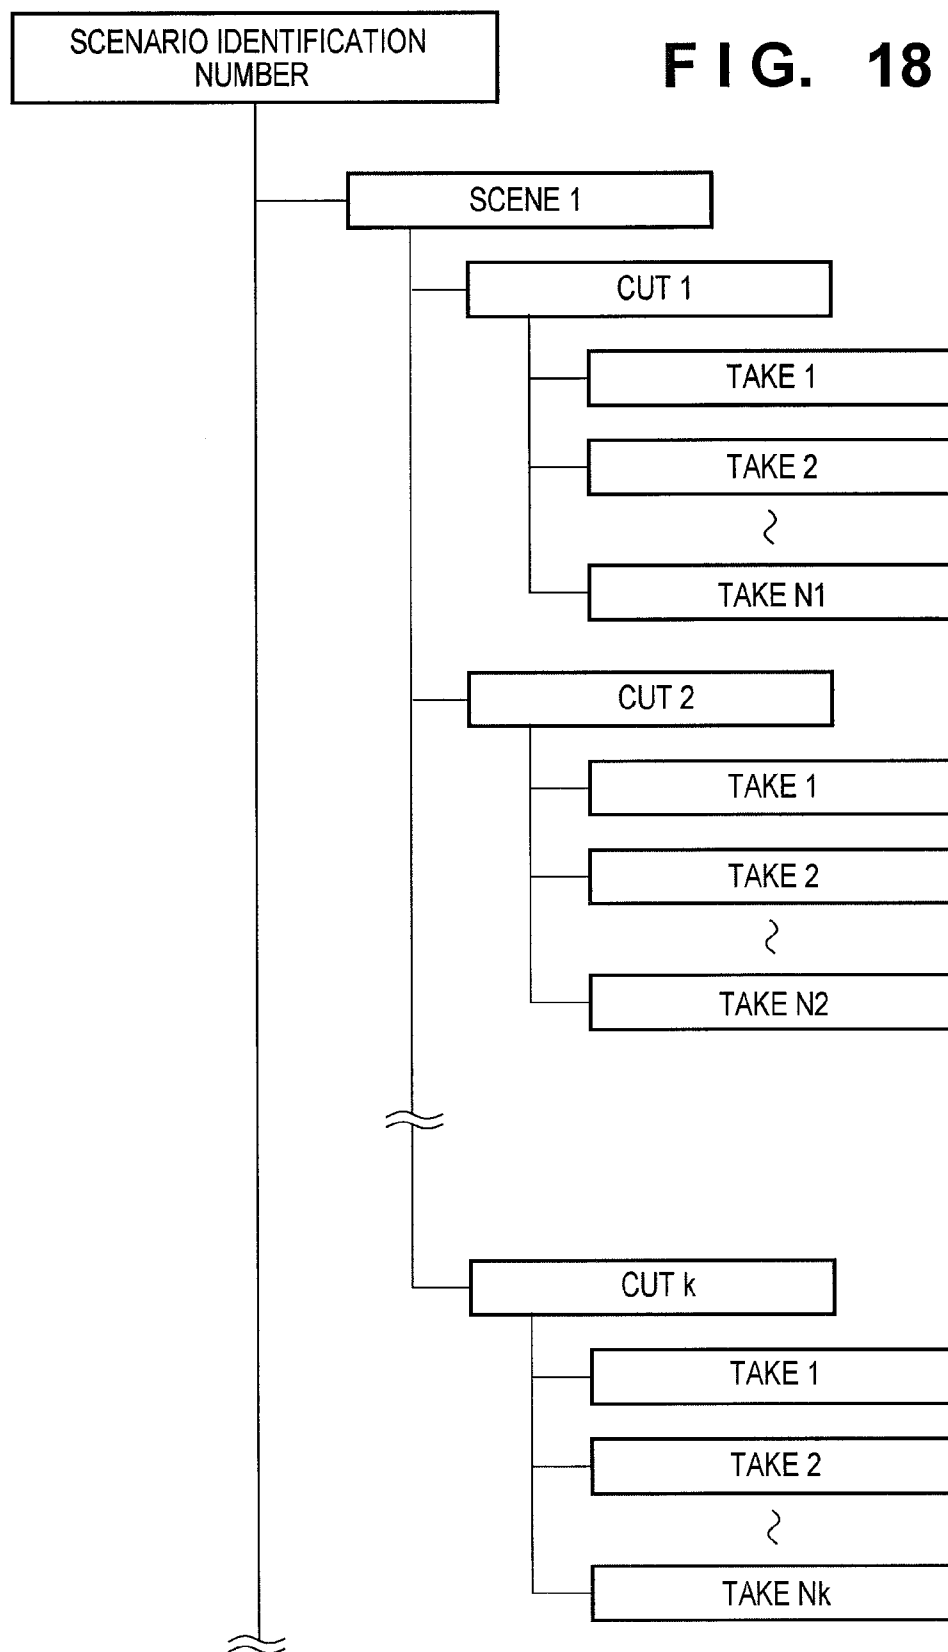 SCENARIO IDENTIFICATION
NUMBER
FIG. 18
SCENE 1
CUT 1
TAKE 1
TAKE 2
TAKE N1
CUT 2
TAKE 1
TAKE 2
TAKE N2
CUT k
TAKE 1
TAKE 2
TAKE Nk